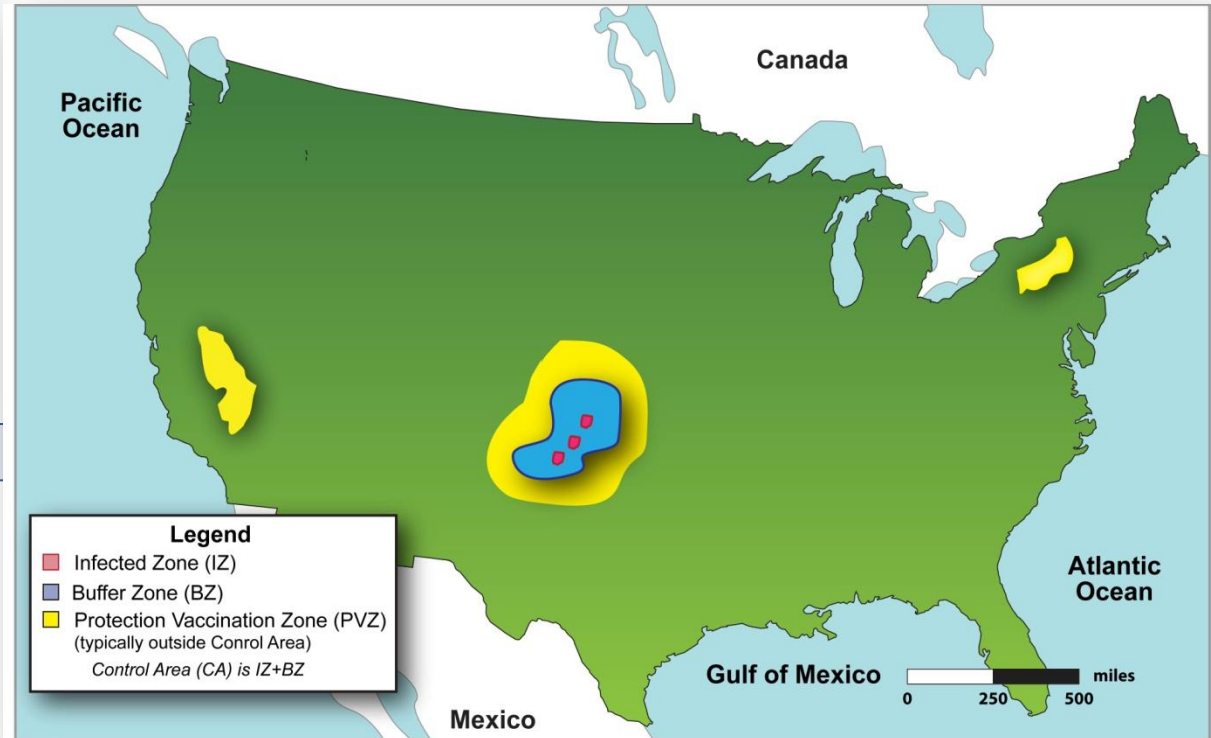 Canada
Pacific
Ocean
Legend
Infected Zone (IZ)
Buffer Zone (BZ)
Protection Vaccination Zone (PVZ)
(typically outside Conrol Area)
Control Area (CA) is IZ+BZ
Atlantic
Ocean
Gulf of Mexico
miles
0 250 500
Mexico